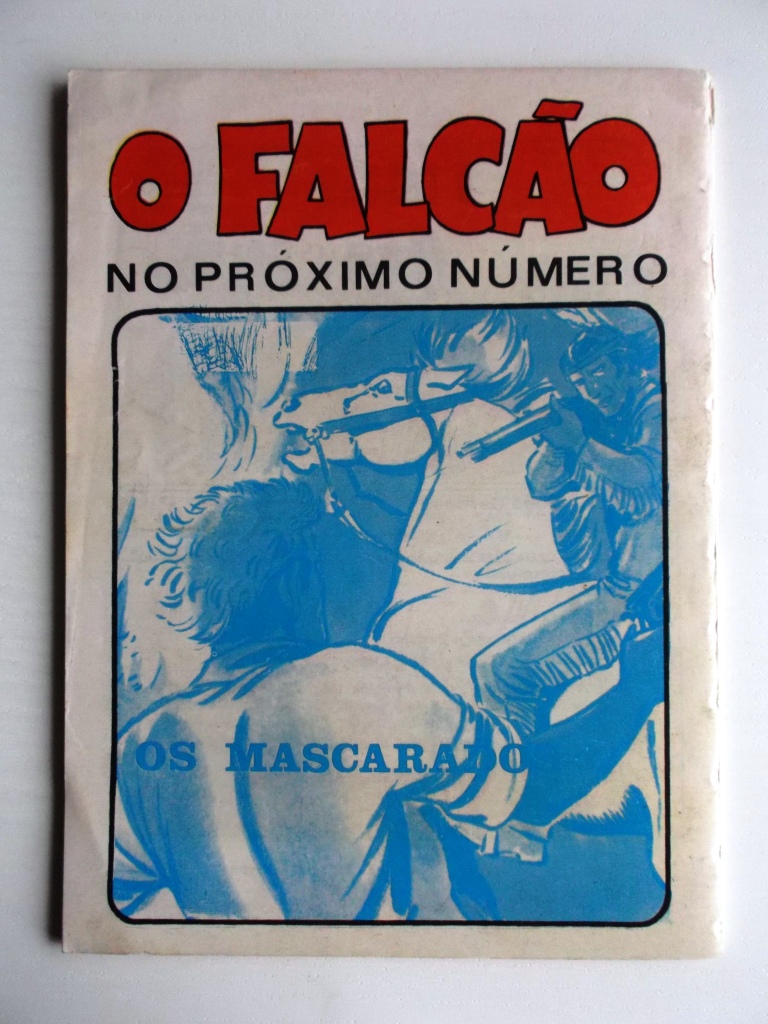 O FALCÃO
NO PRÓXIMO NÚMERO
OS MASCARADO